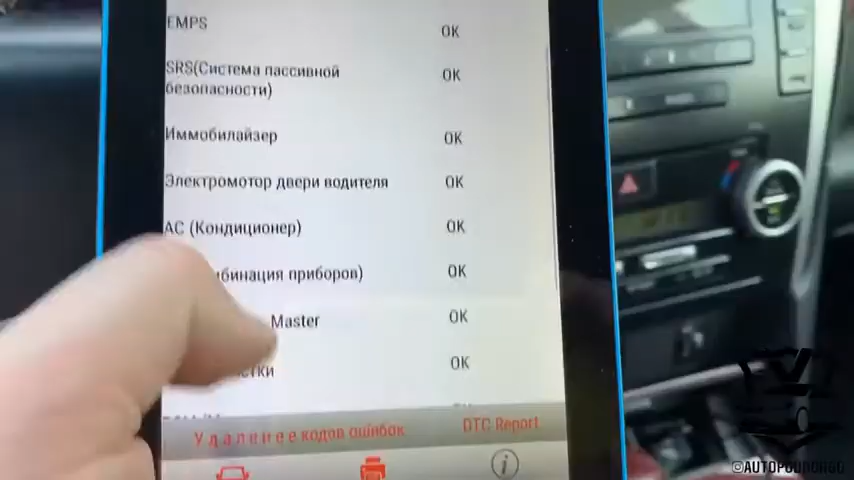 EMPS OK
SRS(Система пассивной OK
безопасности)
Иммобилайзер OK
Электромотор двери водителя OK
AC (Кондиционер) OK
бинация приборов) OK
Master OK
тки OK
Удаление кодов ошибок DTC Report